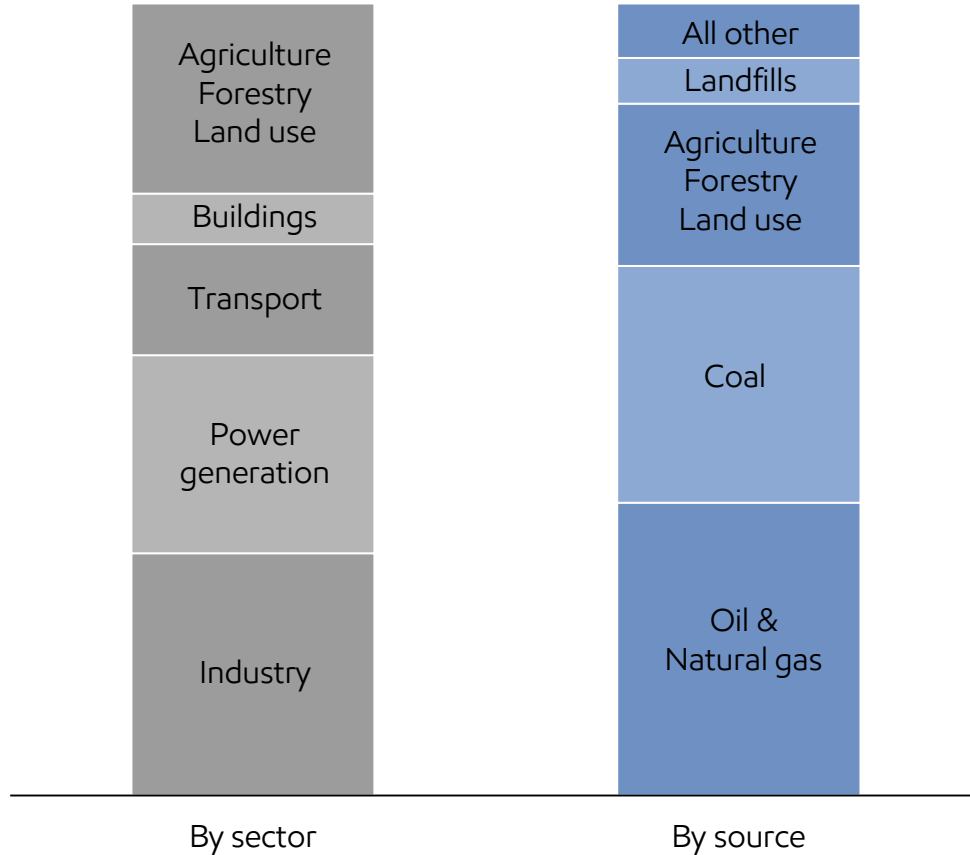 Agriculture
Forestry
Land use
Buildings
Transport
Power
generation
Industry
By sector
All other
Landfills
Agriculture
Forestry
Land use
Coal
Oil &
Natural gas
By source